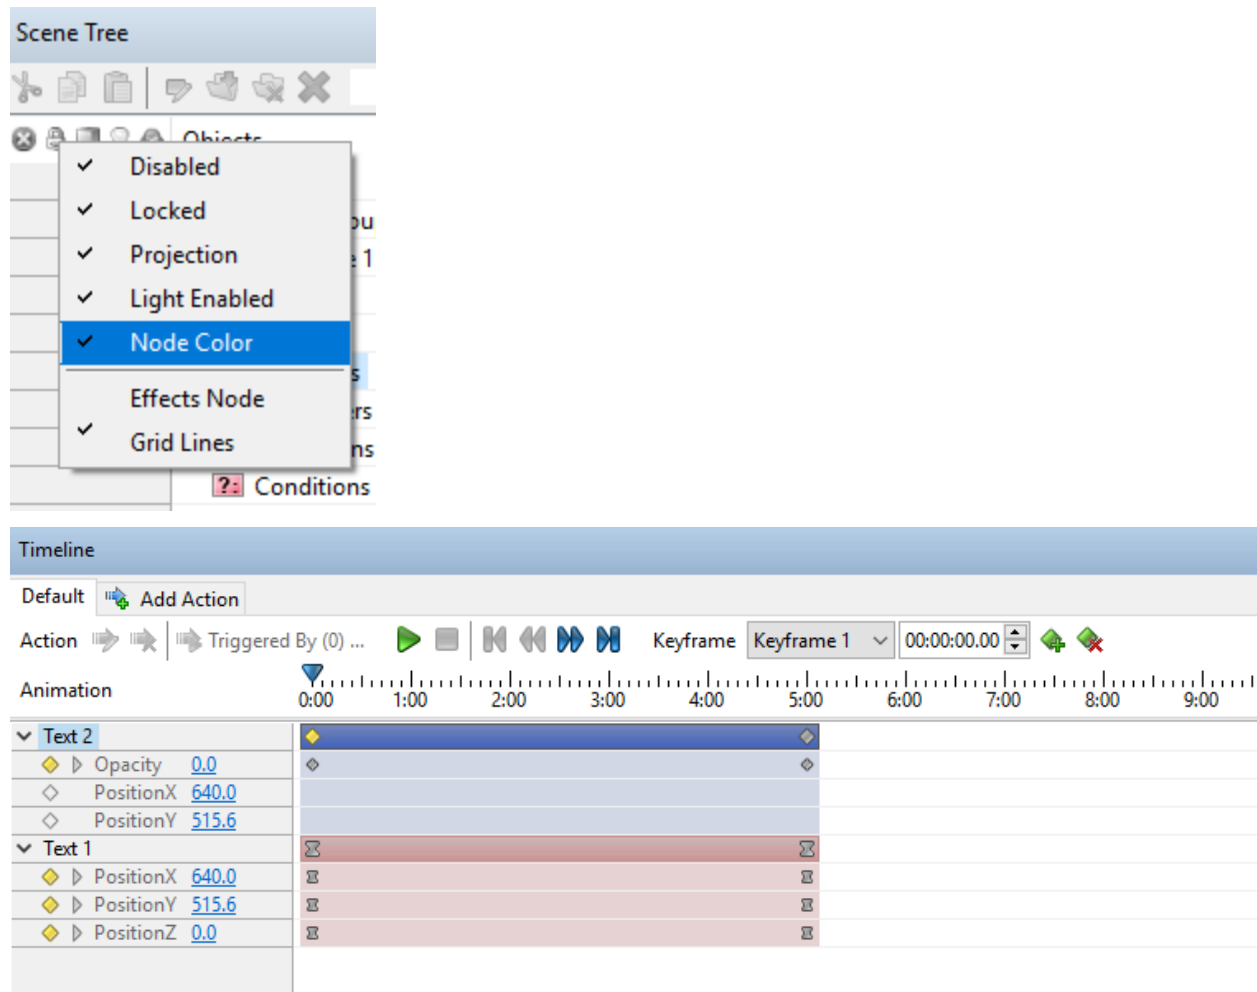 Scene Tree
Objects
Disabled
Locked
Projection
Light Enabled
Node Color
Effects Node
Grid Lines
?: Conditions
Timeline
Default Add Action
Action Triggered By (0) ... Keyframe Keyframe 1 00:00:00.00
Animation 0:00 1:00 2:00 3:00 4:00 5:00 6:00 7:00 8:00 9:00
Text 2
Opacity 0.0
PositionX 640.0
PositionY 515.6
Text 1
PositionX 640.0
PositionY 515.6
PositionZ 0.0